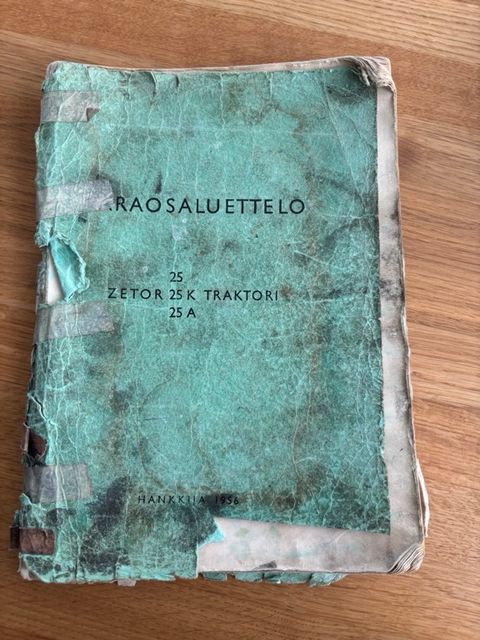 RAOSALUETTELO
25
ZETOR 25 K TRAKTORI
25 A
HANKKIJA 1956